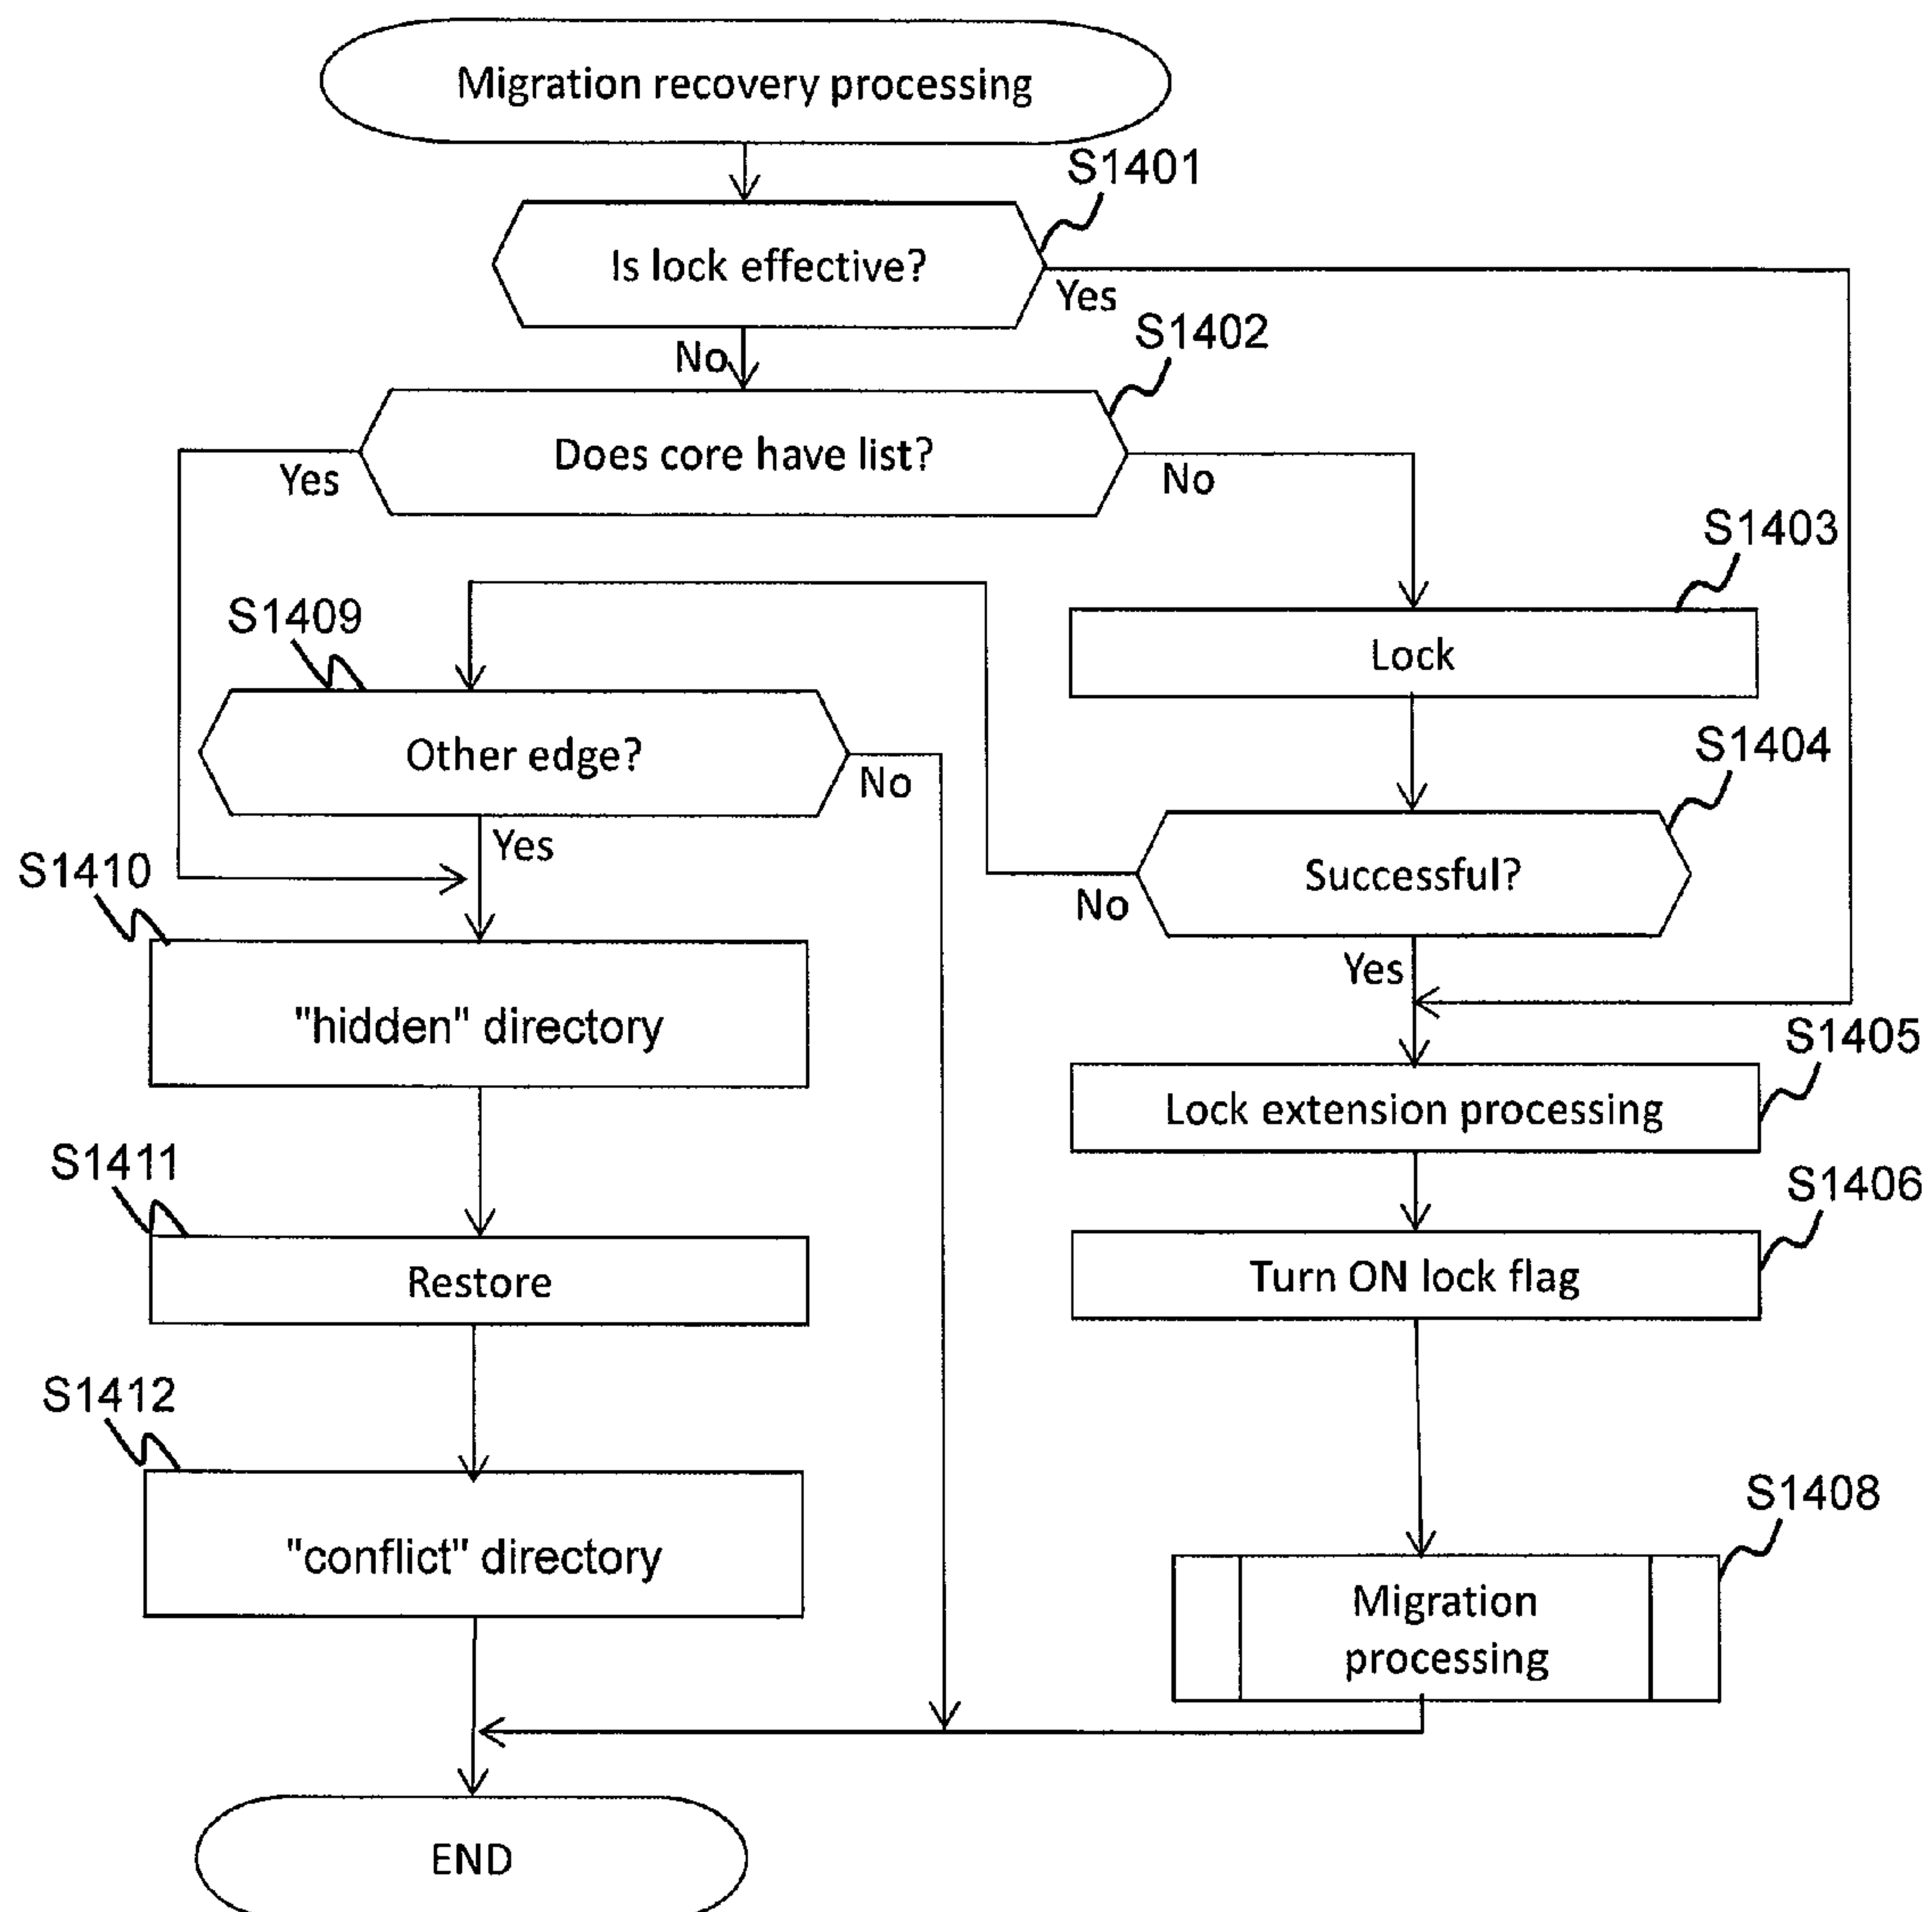 Migration recovery processing
S1401
Is lock effective?
Yes
No
S1402
Does core have list?
Yes
No
S1403
Lock
S1409
Other edge?
No
Yes
S1404
Successful?
No
Yes
S1410
"hidden" directory
S1405
Lock extension processing
S1411
Restore
S1406
Turn ON lock flag
S1412
"conflict" directory
S1408
Migration
processing
END